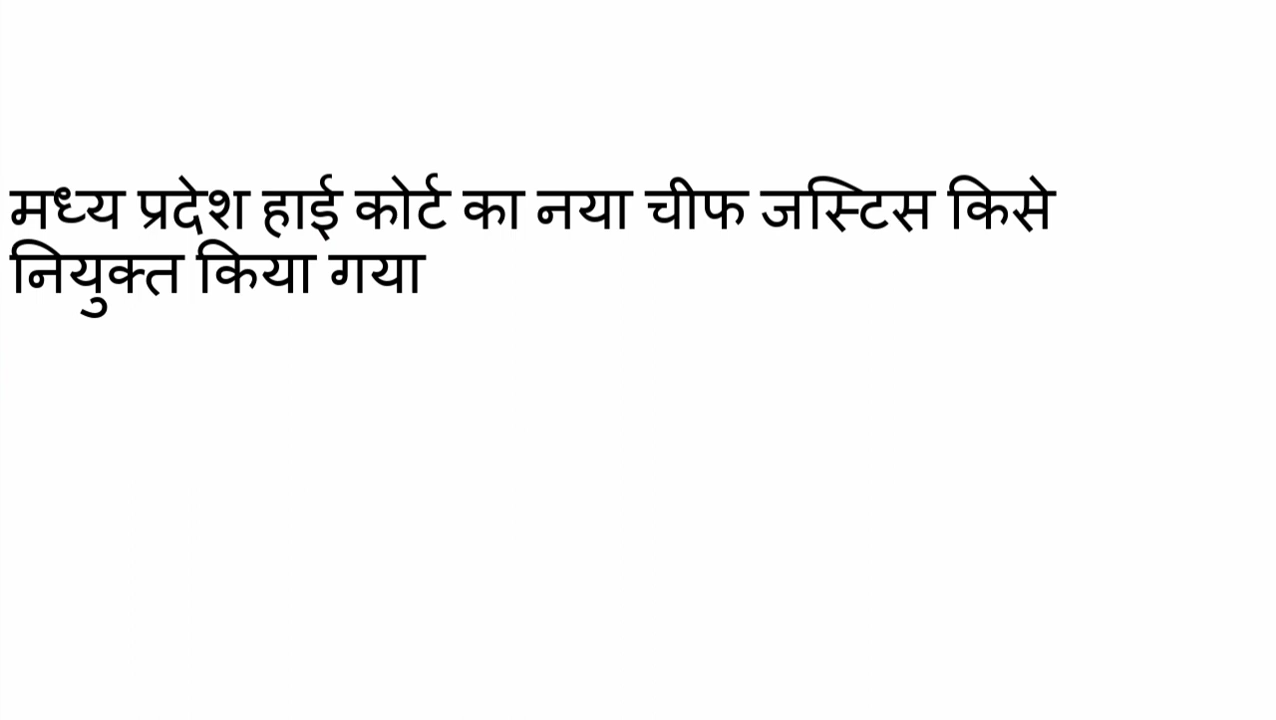 मध्य प्रदेश हाई कोर्ट का नया चीफ जस्टिस किसे
नियुक्त किया गया